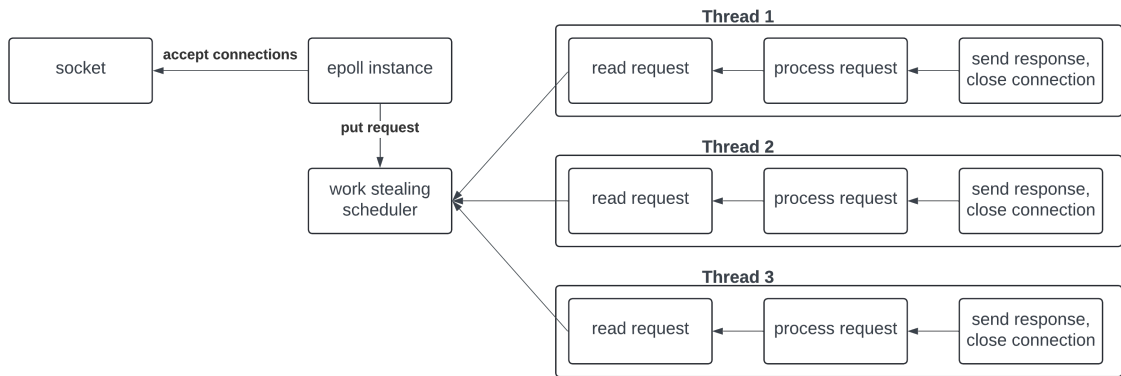 Thread 1
socket
accept connections
epoll instance
read request
process request
send response,
close connection
put request
work stealing
scheduler
Thread 2
read request
process request
send response,
close connection
Thread 3
read request
process request
send response,
close connection